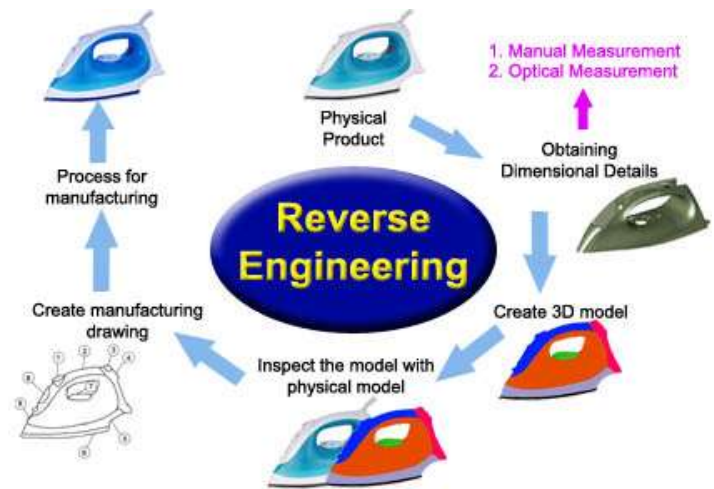 1. Manual Measurement
2. Optical Measurement
Physical
Product
Obtaining
Dimensional Details
Process for
manufacturing
Reverse
Engineering
Create manufacturing
drawing
Create 3D model
Inspect the model with
physical model